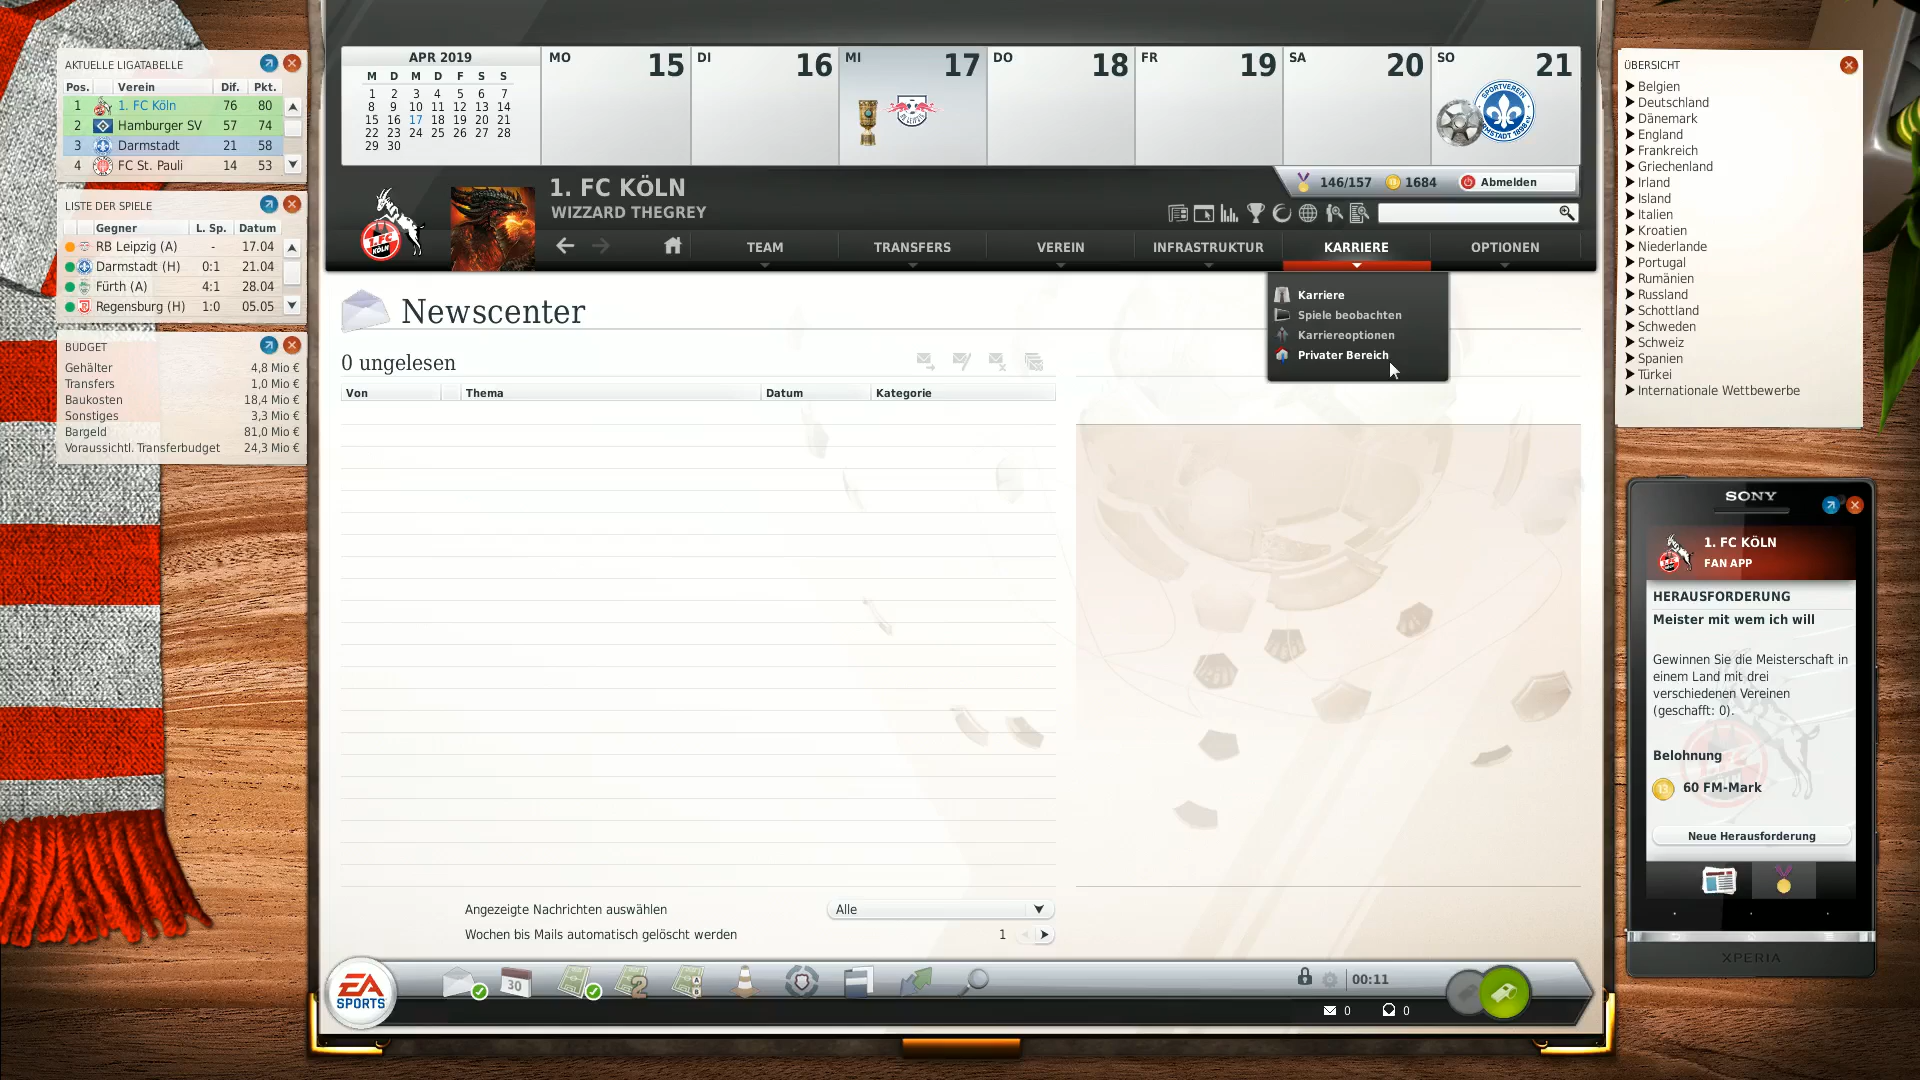 AKTUELLE LIGATABELLE
Pos. Verein Dif. Pkt.
1 1. FC Köln 76 80
2 Hamburger SV 57 74
3 Darmstadt 21 58
4 FC St. Pauli 14 53
LISTE DER SPIELE
Gegner L. Sp. Datum
RB Leipzig (A) - 17.04
Darmstadt (H) 0:1 21.04
Fürth (A) 4:1 28.04
Regensburg (H) 1:0 05.05
BUDGET
Gehälter 4,8 Mio €
Transfers 1,0 Mio €
Baukosten 18,4 Mio €
Sonstiges 3,3 Mio €
Bargeld 81,0 Mio €
Voraussichtl. Transferbudget 24,3 Mio €
APR 2019
M D M D F S S
1 2 3 4 5 6 7
8 9 10 11 12 13 14
15 16 17 18 19 20 21
22 23 24 25 26 27 28
29 30
MO 15 DI 16 MI 17 DO 18 FR 19 SA 20 SO 21
1. FC KÖLN
WIZZARD THEGREY
146/157 1684 Abmelden
TEAM TRANSFERS VEREIN INFRASTRUKTUR KARRIERE OPTIONEN
Karriere
Spiele beobachten
Karriereoptionen
Privater Bereich
Newscenter
0 ungelesen
Von Thema Datum Kategorie
Angezeigte Nachrichten auswählen Alle
Wochen bis Mails automatisch gelöscht werden 1
EA
SPORTS
30
2
00:11
0 0
ÜBERSICHT
Belgien
Deutschland
Dänemark
England
Frankreich
Griechenland
Irland
Island
Italien
Kroatien
Niederlande
Portugal
Rumänien
Russland
Schottland
Schweden
Schweiz
Spanien
Türkei
Internationale Wettbewerbe
SONY
1. FC KÖLN
FAN APP
HERAUSFORDERUNG
Meister mit wem ich will
Gewinnen Sie die Meisterschaft in
einem Land mit drei
verschiedenen Vereinen
(geschafft: 0).
Belohnung
60 FM-Mark
Neue Herausforderung
XPERIA